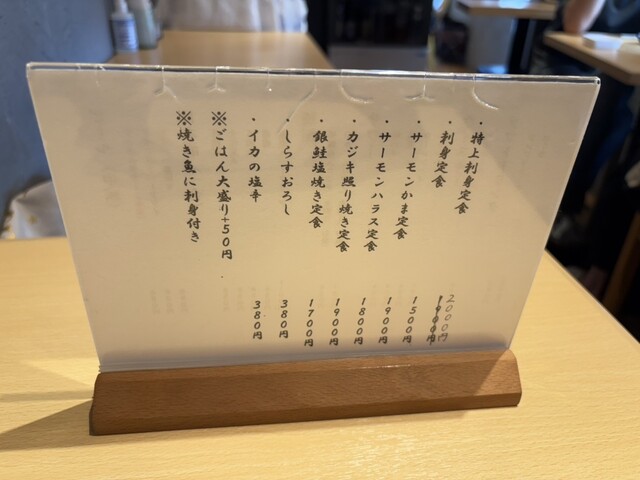 ・特上刺身定食 2000円 1900円
・刺身定食 1500円
・サーモンかま定食 1900円
・サーモンハラス定食 1800円
・カジキ照り焼き定食 1900円
・銀鮭塩焼き定食 1700円
・しらすおろし 380円
・イカの塩辛 380円
※ごはん大盛り+50円
※焼き魚に刺身付き